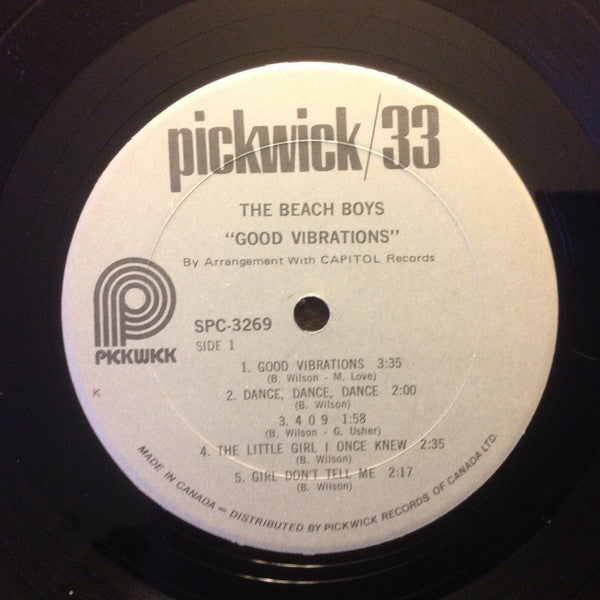 pickwick/33
THE BEACH BOYS
"GOOD VIBRATIONS"
By Arrangement With CAPITOL Records
PICKWICK
SPC-3269
SIDE 1
K
1. GOOD VIBRATIONS 3:35
(B. Wilson - M. Love)
2. DANCE, DANCE, DANCE 2:00
(B. Wilson)
3. 4 0 9 1:58
(B. Wilson - G. Usher)
4. THE LITTLE GIRL I ONCE KNEW 2:35
(B. Wilson)
5. GIRL DON'T TELL ME 2:17
(B. Wilson)
MADE IN CANADA – DISTRIBUTED BY PICKWICK RECORDS OF CANADA LTD.